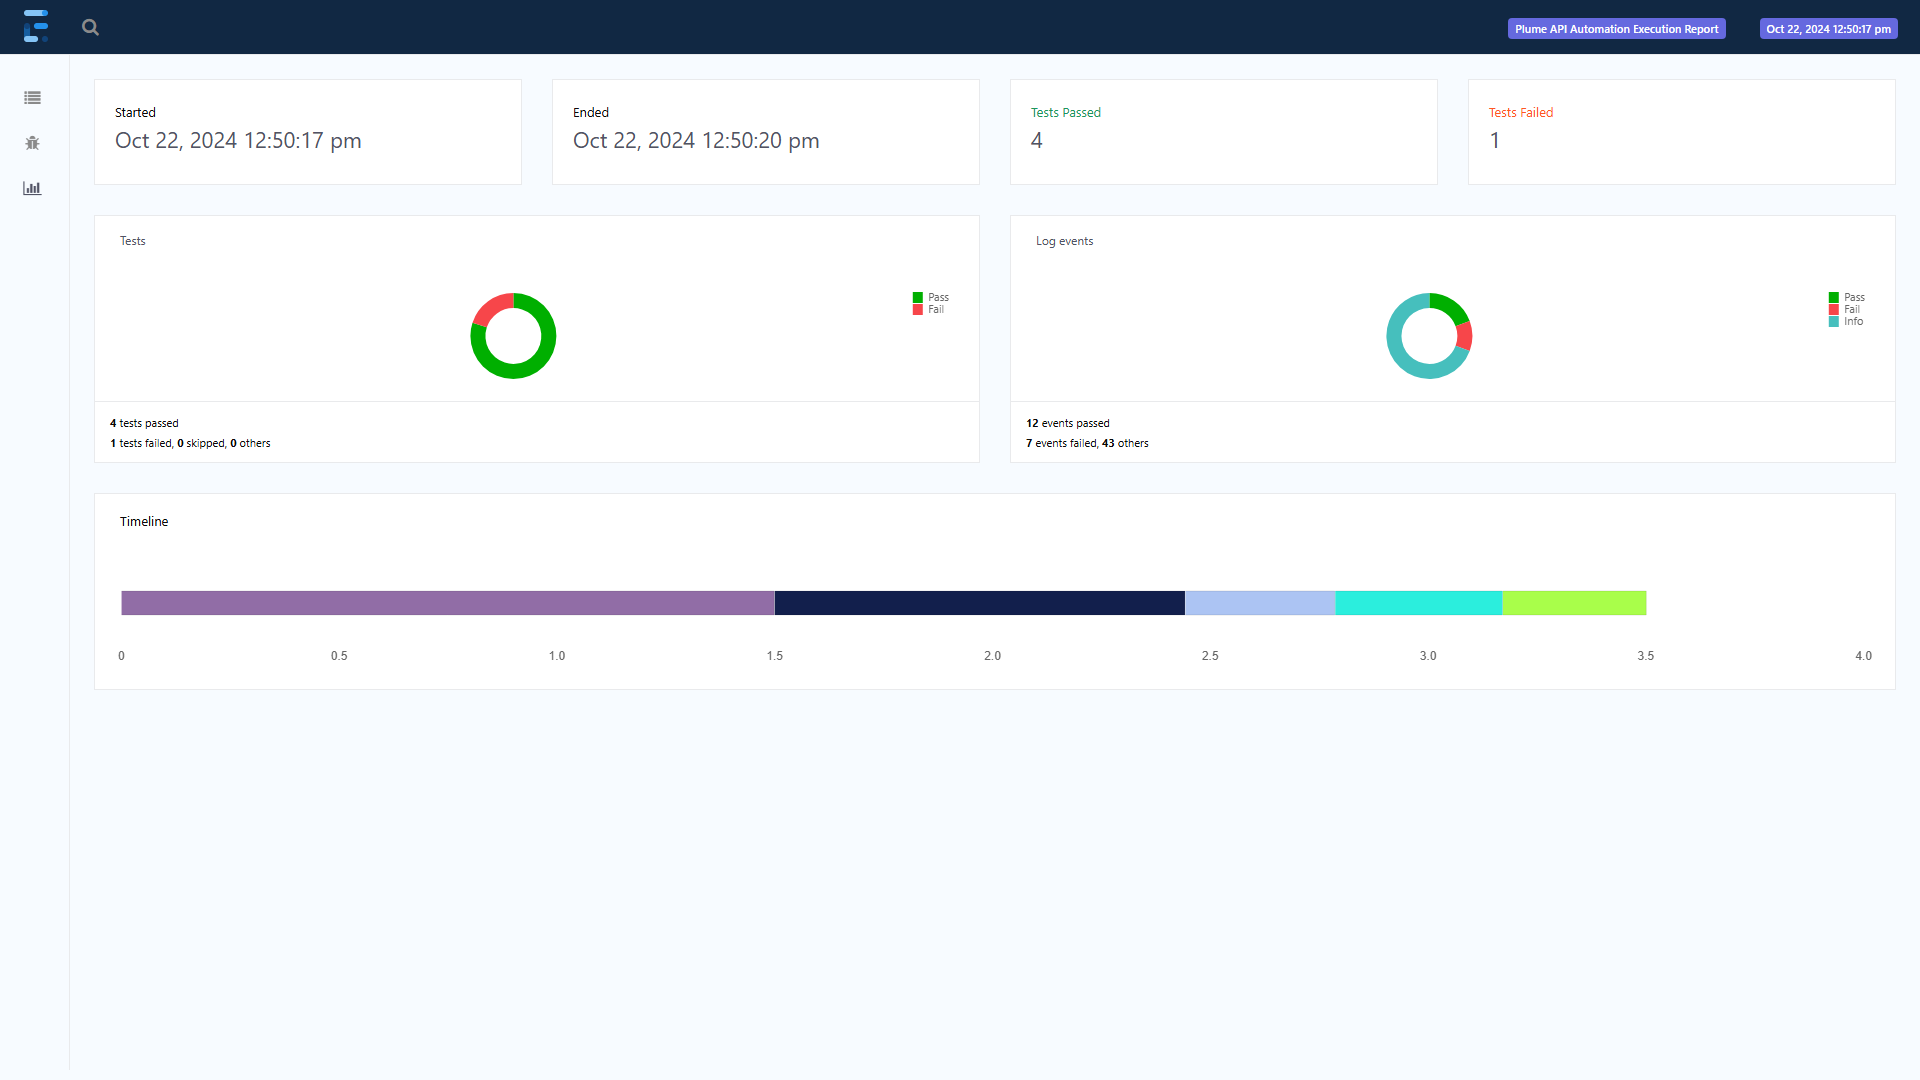 Plume API Automation Execution Report
Oct 22, 2024 12:50:17 pm
Started
Oct 22, 2024 12:50:17 pm
Ended
Oct 22, 2024 12:50:20 pm
Tests Passed
4
Tests Failed
1
Tests
Pass
Fail
4 tests passed
1 tests failed, 0 skipped, 0 others
Log events
Pass
Fail
Info
12 events passed
7 events failed, 43 others
Timeline
0 0.5 1.0 1.5 2.0 2.5 3.0 3.5 4.0